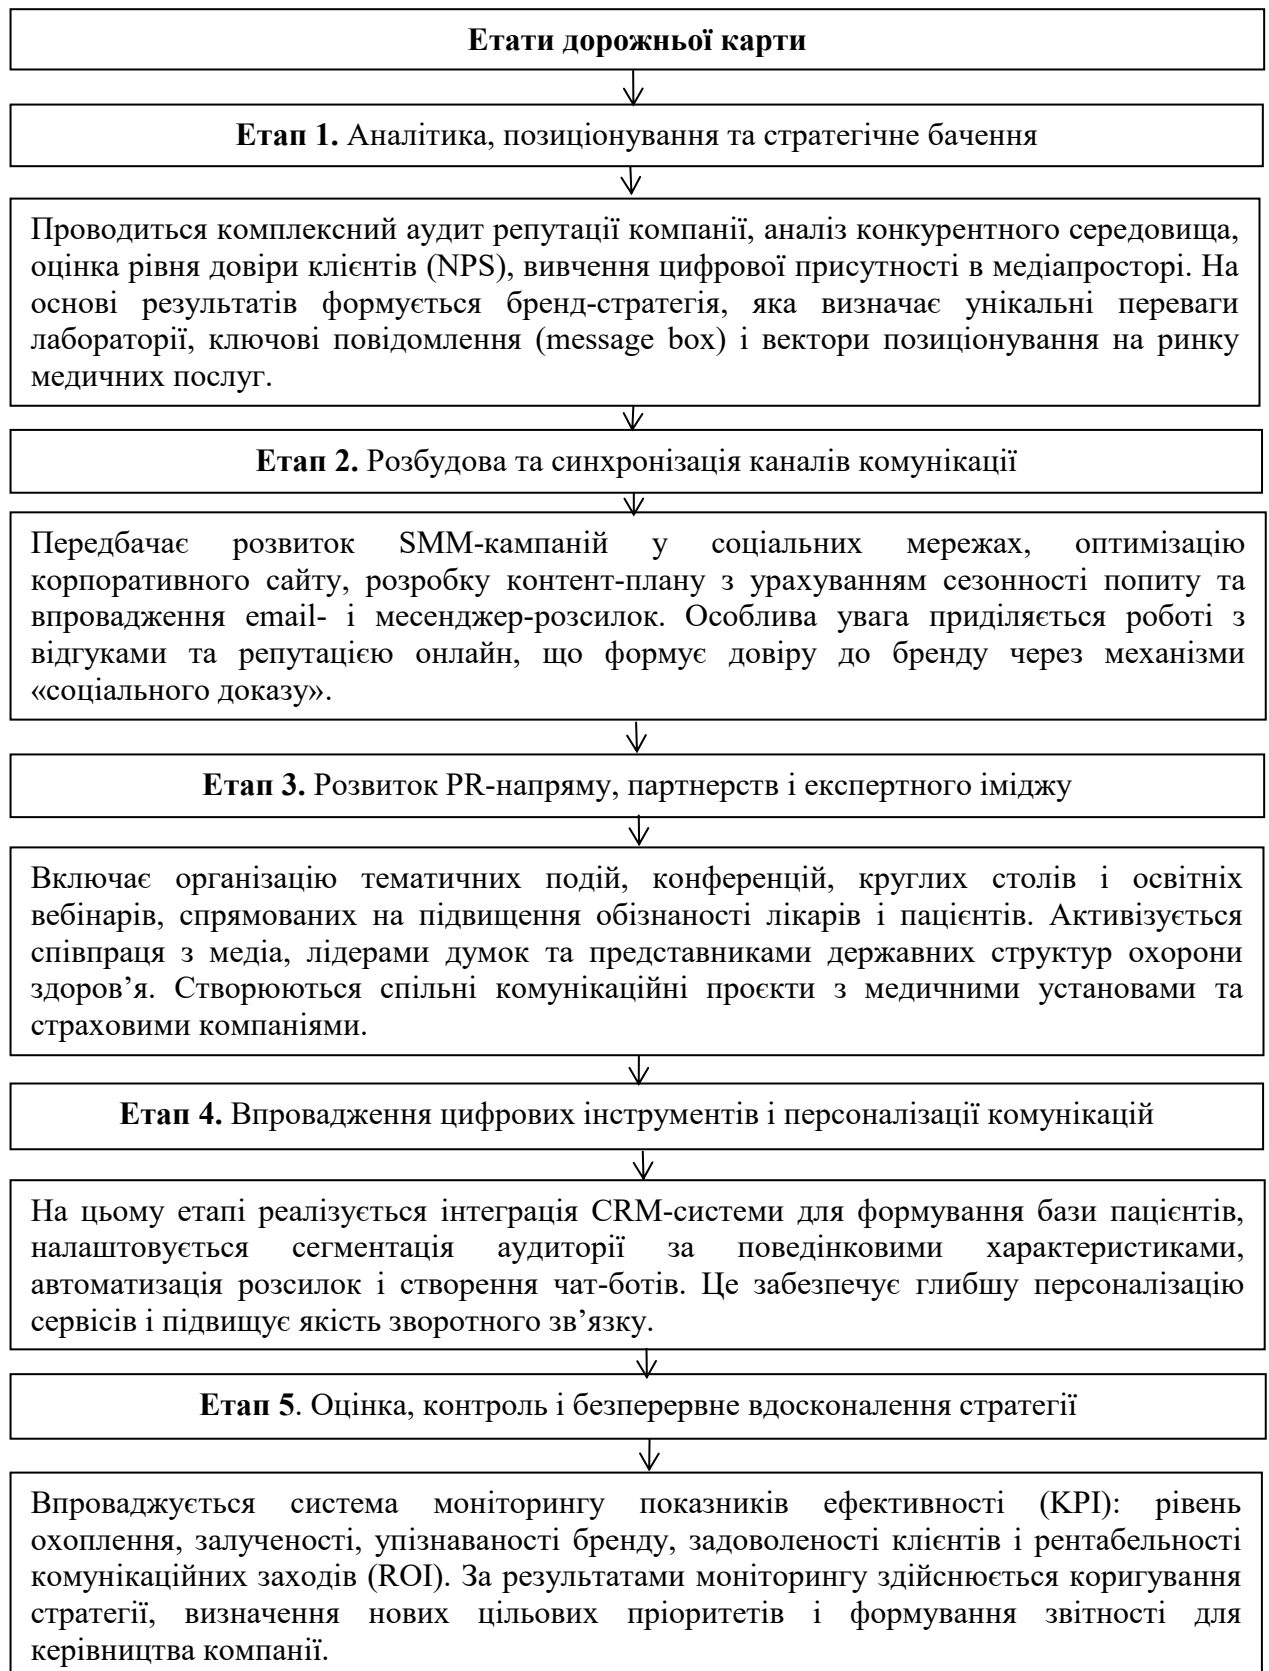 Етати дорожньої карти
Етап 1. Аналітика, позиціонування та стратегічне бачення
Проводиться комплексний аудит репутації компанії, аналіз конкурентного середовища,
оцінка рівня довіри клієнтів (NPS), вивчення цифрової присутності в медіапросторі. На
основі результатів формується бренд-стратегія, яка визначає унікальні переваги
лабораторії, ключові повідомлення (message box) і вектори позиціонування на ринку
медичних послуг.
Етап 2. Розбудова та синхронізація каналів комунікації
Передбачає розвиток SMM-кампаній у соціальних мережах, оптимізацію
корпоративного сайту, розробку контент-плану з урахуванням сезонності попиту та
впровадження email- і месенджер-розсилок. Особлива увага приділяється роботі з
відгуками та репутацією онлайн, що формує довіру до бренду через механізми
«соціального доказу».
Етап 3. Розвиток PR-напряму, партнерств і експертного іміджу
Включає організацію тематичних подій, конференцій, круглих столів і освітніх
вебінарів, спрямованих на підвищення обізнаності лікарів і пацієнтів. Активізується
співпраця з медіа, лідерами думок та представниками державних структур охорони
здоров’я. Створюються спільні комунікаційні проєкти з медичними установами та
страховими компаніями.
Етап 4. Впровадження цифрових інструментів і персоналізації комунікацій
На цьому етапі реалізується інтеграція CRM-системи для формування бази пацієнтів,
налаштовується сегментація аудиторії за поведінковими характеристиками,
автоматизація розсилок і створення чат-ботів. Це забезпечує глибшу персоналізацію
сервісів і підвищує якість зворотного зв’язку.
Етап 5. Оцінка, контроль і безперервне вдосконалення стратегії
Впроваджується система моніторингу показників ефективності (KPI): рівень
охоплення, залученості, упізнаваності бренду, задоволеності клієнтів і рентабельності
комунікаційних заходів (ROI). За результатами моніторингу здійснюється коригування
стратегії, визначення нових цільових пріоритетів і формування звітності для
керівництва компанії.